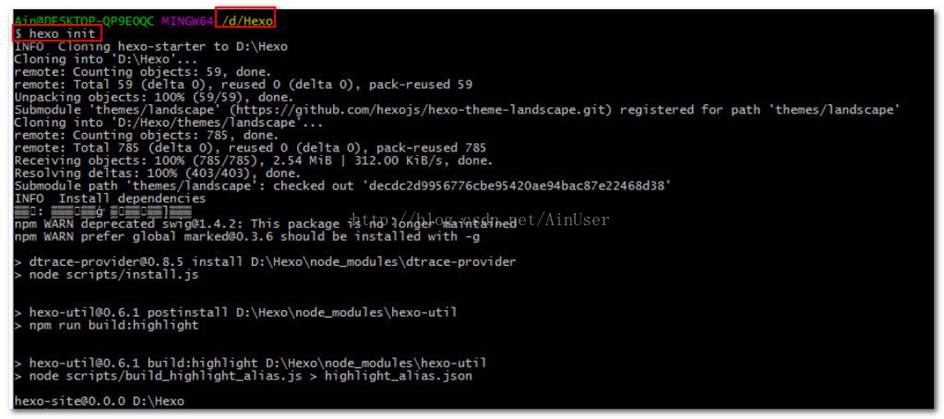 Ain@DESKTOP-QP9EOQC MINGW64 /d/Hexo
$ hexo init
INFO  Cloning hexo-starter to D:\Hexo
Cloning into 'D:\Hexo'...
remote: Counting objects: 59, done.
remote: Total 59 (delta 0), reused 0 (delta 0), pack-reused 59
Unpacking objects: 100% (59/59), done.
Submodule 'themes/landscape' (https://github.com/hexojs/hexo-theme-landscape.git) registered for path 'themes/landscape'
Cloning into 'D:/Hexo/themes/landscape'...
remote: Counting objects: 785, done.
remote: Total 785 (delta 0), reused 0 (delta 0), pack-reused 785
Receiving objects: 100% (785/785), 2.54 MiB | 312.00 KiB/s, done.
Resolving deltas: 100% (403/403), done.
Submodule path 'themes/landscape': checked out 'decdc2d9956776cbe95420ae94bac87e22468d38'
INFO  Install dependencies
http://blog.csdn.net/AinUser
npm WARN deprecated swig@1.4.2: This package is no longer maintained
npm WARN prefer global marked@0.3.6 should be installed with -g
> dtrace-provider@0.8.5 install D:\Hexo\node_modules\dtrace-provider
> node scripts/install.js
> hexo-util@0.6.1 postinstall D:\Hexo\node_modules\hexo-util
> npm run build:highlight
> hexo-util@0.6.1 build:highlight D:\Hexo\node_modules\hexo-util
> node scripts/build_highlight_alias.js > highlight_alias.json
hexo-site@0.0.0 D:\Hexo